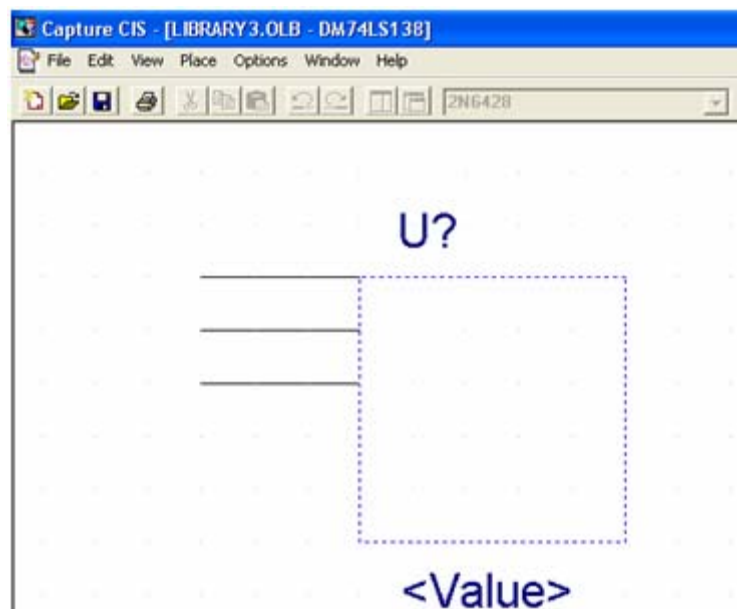 Capture CIS - [LIBRARY3.OLB - DM74LS138]
File Edit View Place Options Window Help
2N6428
U?
<Value>